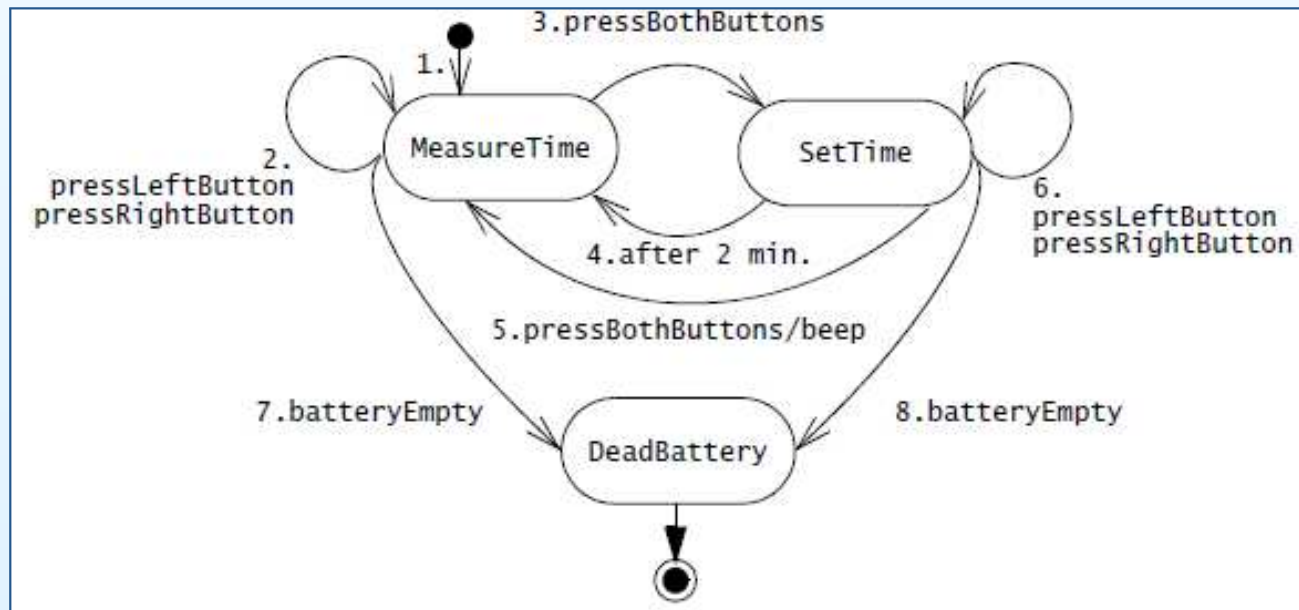 3.pressBothButtons
1.
MeasureTime
SetTime
2.
pressLeftButton
pressRightButton
6.
pressLeftButton
pressRightButton
4.after 2 min.
5.pressBothButtons/beep
7.batteryEmpty
8.batteryEmpty
DeadBattery